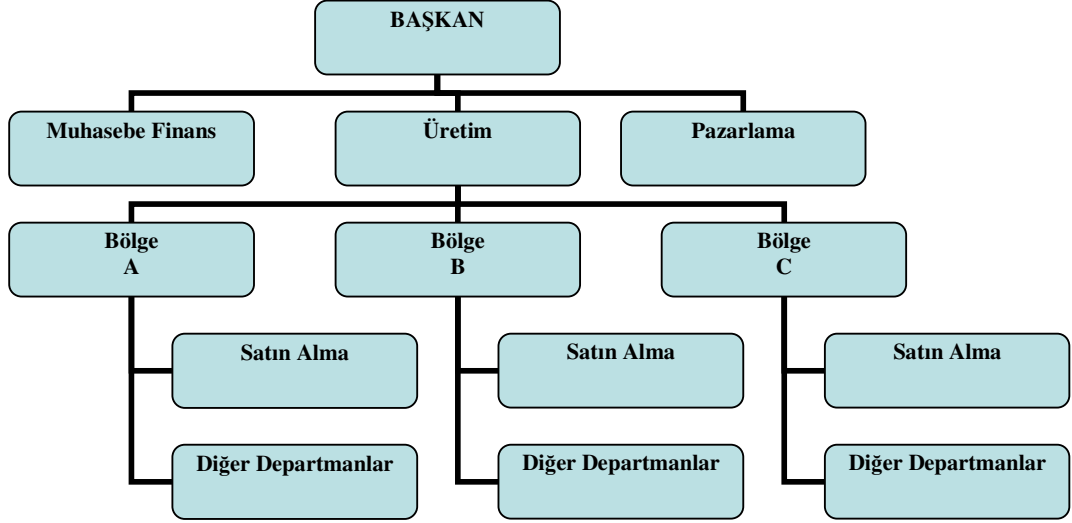 BAŞKAN
Muhasebe Finans
Üretim
Pazarlama
Bölge
A
Bölge
B
Bölge
C
Satın Alma
Satın Alma
Satın Alma
Diğer Departmanlar
Diğer Departmanlar
Diğer Departmanlar